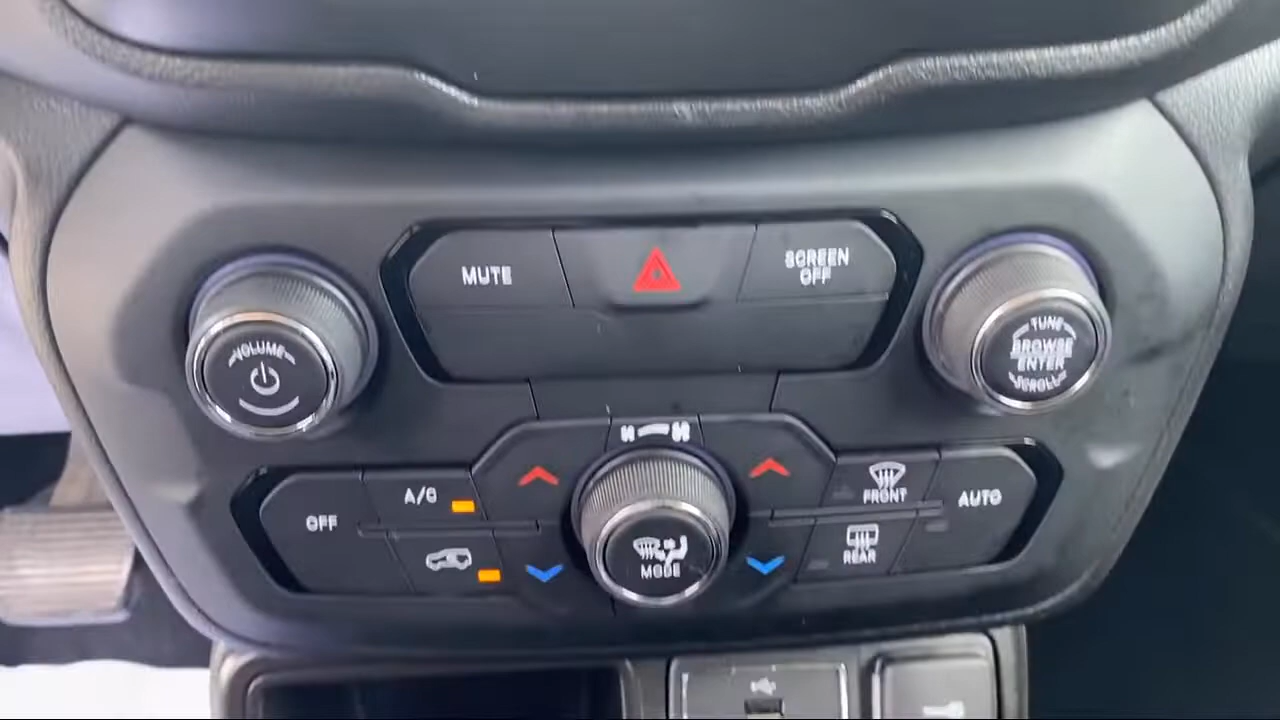 MUTE
SCREEN
OFF
VOLUME
TUNE
BROWSE
ENTER
SCROLL
OFF
A/C
MODE
FRONT
REAR
AUTO